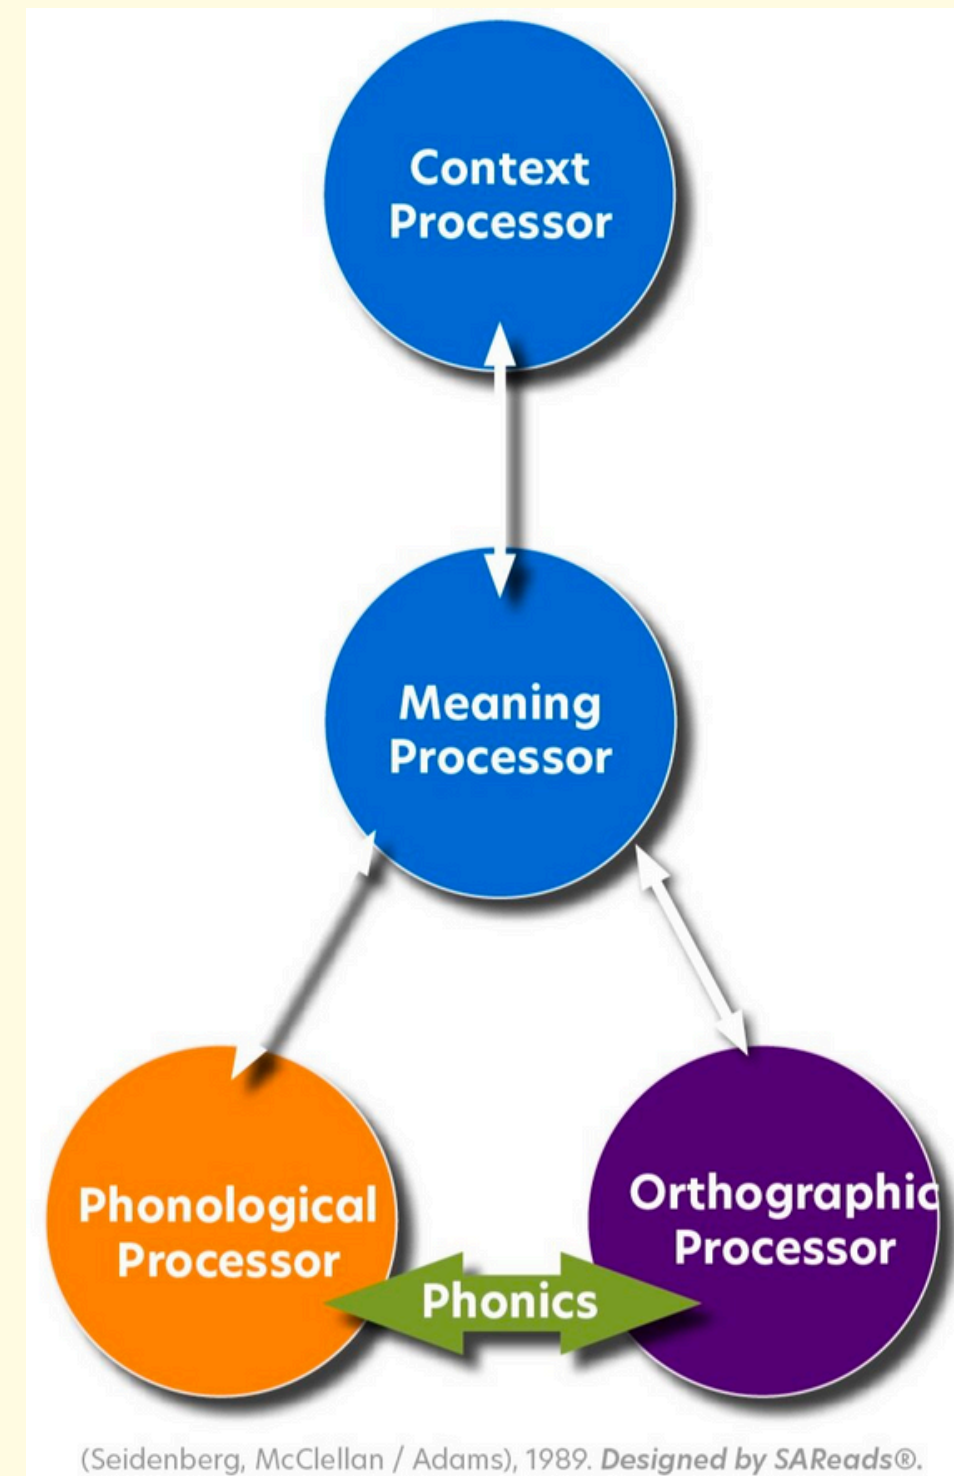 Context
Processor
Meaning
Processor
Phonological
Processor
Orthographic
Processor
Phonics
(Seidenberg, McClellan / Adams), 1989. Designed by SAReads®.